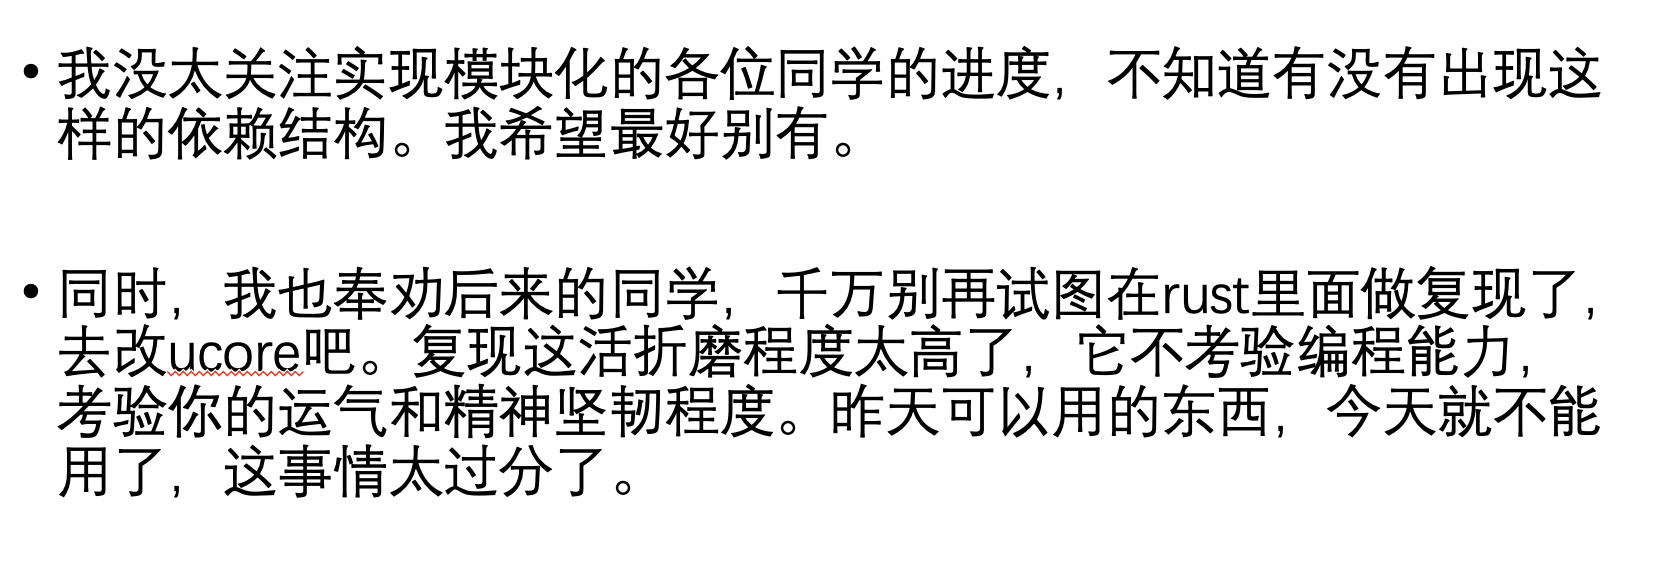 • 我没太关注实现模块化的各位同学的进度，不知道有没有出现这
样的依赖结构。我希望最好别有。
• 同时，我也奉劝后来的同学，千万别再试图在rust里面做复现了，
去改ucore吧。复现这活折磨程度太高了，它不考验编程能力，
考验你的运气和精神坚韧程度。昨天可以用的东西，今天就不能
用了，这事情太过分了。